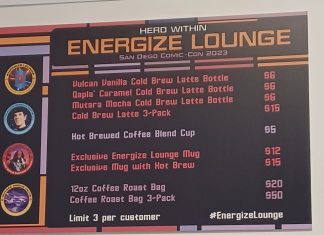 HERO WITHIN
ENERGIZE LOUNGE
SAN DIEGO COMIC-CON 2023
Vulcan Vanilla Cold Brew Latte Bottle $6
Qapla' Caramel Cold Brew Latte Bottle $6
Mutara Mocha Cold Brew Latte Bottle $6
Cold Brew Latte 3-Pack $15
Hot Brewed Coffee Blend Cup $5
Exclusive Energize Lounge Mug $12
Exclusive Mug with Hot Brew $15
12oz Coffee Roast Bag $20
Coffee Roast Bag 3-Pack $50
Limit 3 per customer #EnergizeLounge